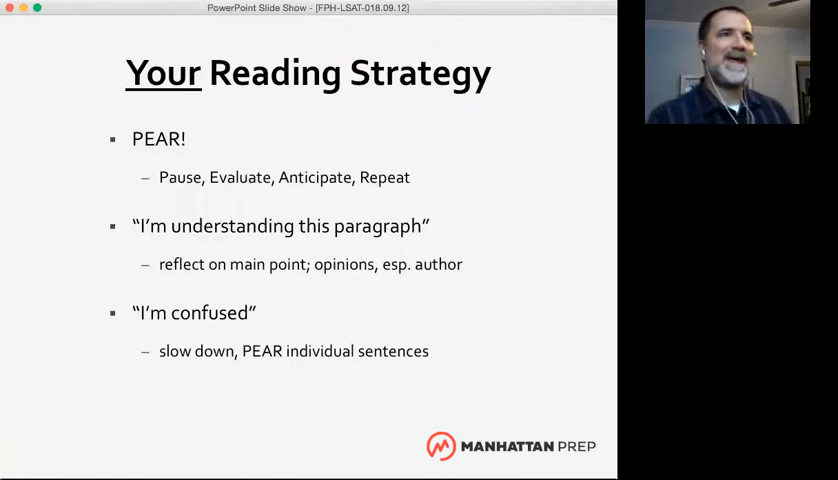 PowerPoint Slide Show - [FPH-LSAT-018.09.12]
Your Reading Strategy
▪ PEAR!
– Pause, Evaluate, Anticipate, Repeat
▪ “I’m understanding this paragraph”
– reflect on main point; opinions, esp. author
▪ “I’m confused”
– slow down, PEAR individual sentences
MANHATTAN PREP